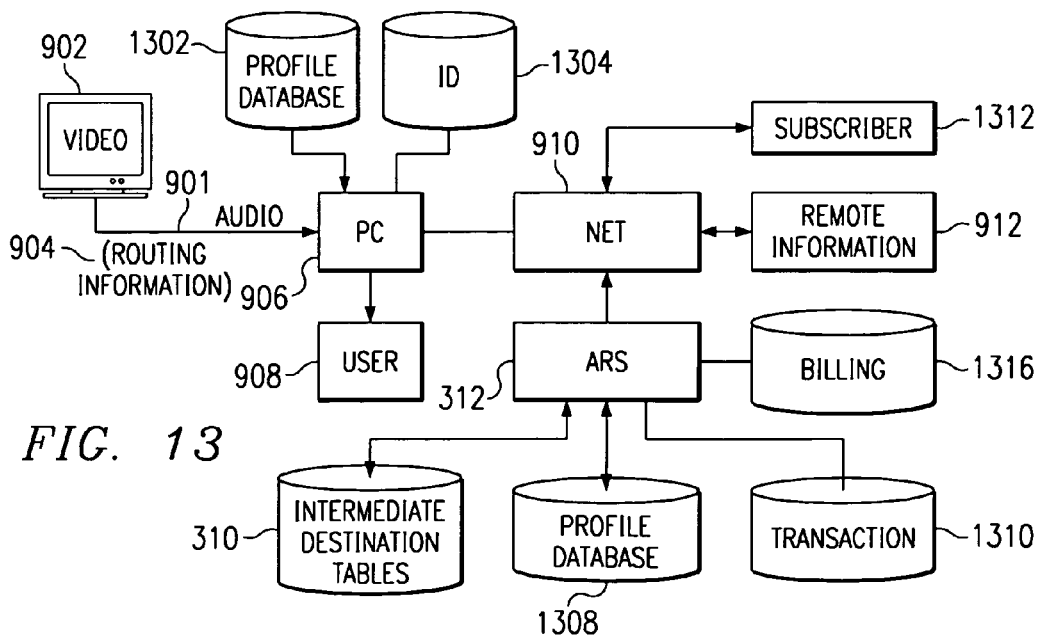 1302
1304
902
PROFILE
DATABASE
ID
VIDEO
910
SUBSCRIBER
1312
901
AUDIO
PC
NET
REMOTE
INFORMATION
912
904
(ROUTING
INFORMATION)
906
USER
908
ARS
312
BILLING
1316
FIG. 13
INTERMEDIATE
DESTINATION
TABLES
310
PROFILE
DATABASE
1308
TRANSACTION
1310